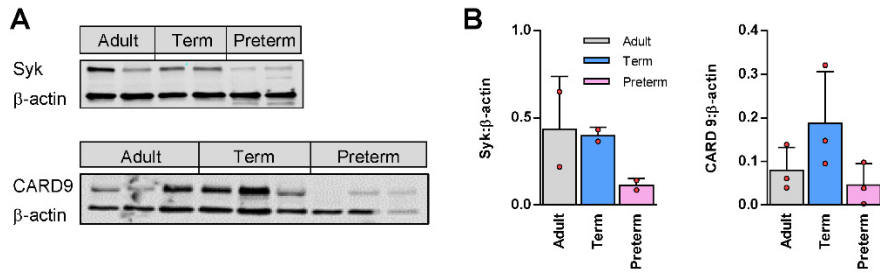 A
Adult Term Preterm
Syk
β-actin
Adult Term Preterm
CARD9
β-actin
B
Syk:β-actin
1.0
0.5
0.0
Adult
Term
Preterm
Adult
Term
Preterm
CARD 9:β-actin
0.4
0.3
0.2
0.1
0.0
Adult
Term
Preterm